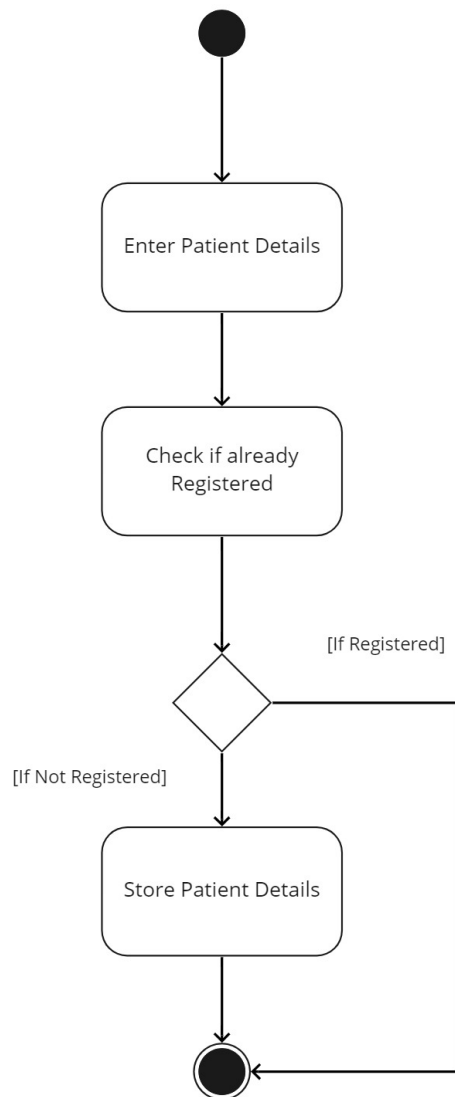 Enter Patient Details
Check if already
Registered
[If Registered]
[If Not Registered]
Store Patient Details